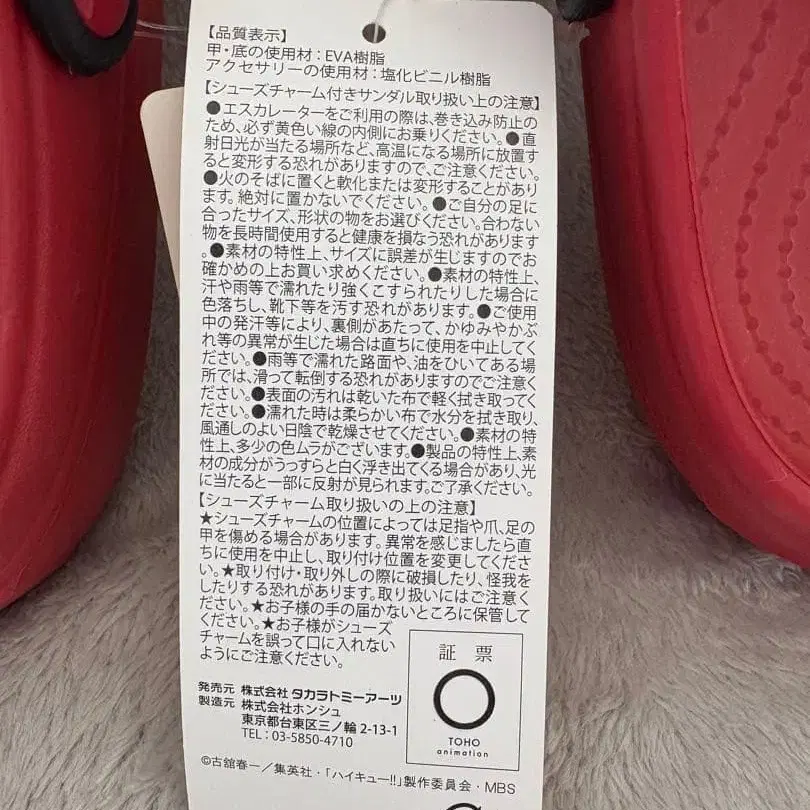 【品質表示】
甲・底の使用材：EVA樹脂
アクセサリーの使用材：塩化ビニル樹脂
【シューズチャーム付きサンダル取り扱い上の注意】
●エスカレーターをご利用の際は、巻き込み防止の
ため、必ず黄色い線の内側にお乗りください。●直
射日光が当たる場所など、高温になる場所に放置す
ると変形する恐れがありますので、ご注意ください。
●火のそばに置くと軟化または変形することがあり
ます。絶対に置かないでください。●ご自分の足に
合ったサイズ、形状の物をお選びください。合わない
物を長時間使用すると健康を損なう恐れがあります
。●素材の特性上、サイズに誤差が生じますのでお
確かめの上お買い求めください。●素材の特性上、
汗や雨等で濡れたり強くこすられたりした場合に
色落ちし、靴下等を汚す恐れがあります。●ご使用
中の発汗等により、裏側があたって、かゆみやかぶ
れ等の異常が生じた場合は直ちに使用を中止してく
ださい。●雨等で濡れた路面や、油をひいてある場
所では、滑って転倒する恐れがありますのでご注意く
ださい。●表面の汚れは乾いた布で軽く拭き取ってく
ださい。●濡れた時は柔らかい布で水分を拭き取り、
風通しのよい日陰で乾燥させてください。●素材の特
性上、多少の色ムラがございます。●製品の特性上、素
材の成分がうっすらと白く浮き出てくる場合があり、光
に当たると一部に反射が見られます。ご了承ください。
【シューズチャーム取り扱いの上の注意】
★シューズチャームの位置によっては足指や爪、足の
甲を傷める場合があります。異常を感じましたら直
ちに使用を中止し、取り付け位置を変更してくださ
い。★取り付け・取り外しの際に破損したり、怪我を
したりする恐れがあります。取り扱いにはご注意く
ださい。★お子様の手の届かないところに保管して
ください。★お子様がシューズ
チャームを誤って口に入れない
ようにご注意ください。
証 票
TOHO
animation
発売元 株式会社 タカラトミーアーツ
製造元 株式会社ホンシュ
東京都台東区三ノ輪 2-13-1
TEL：03-5850-4710
©古舘春一／集英社・「ハイキュー!!」製作委員会・MBS